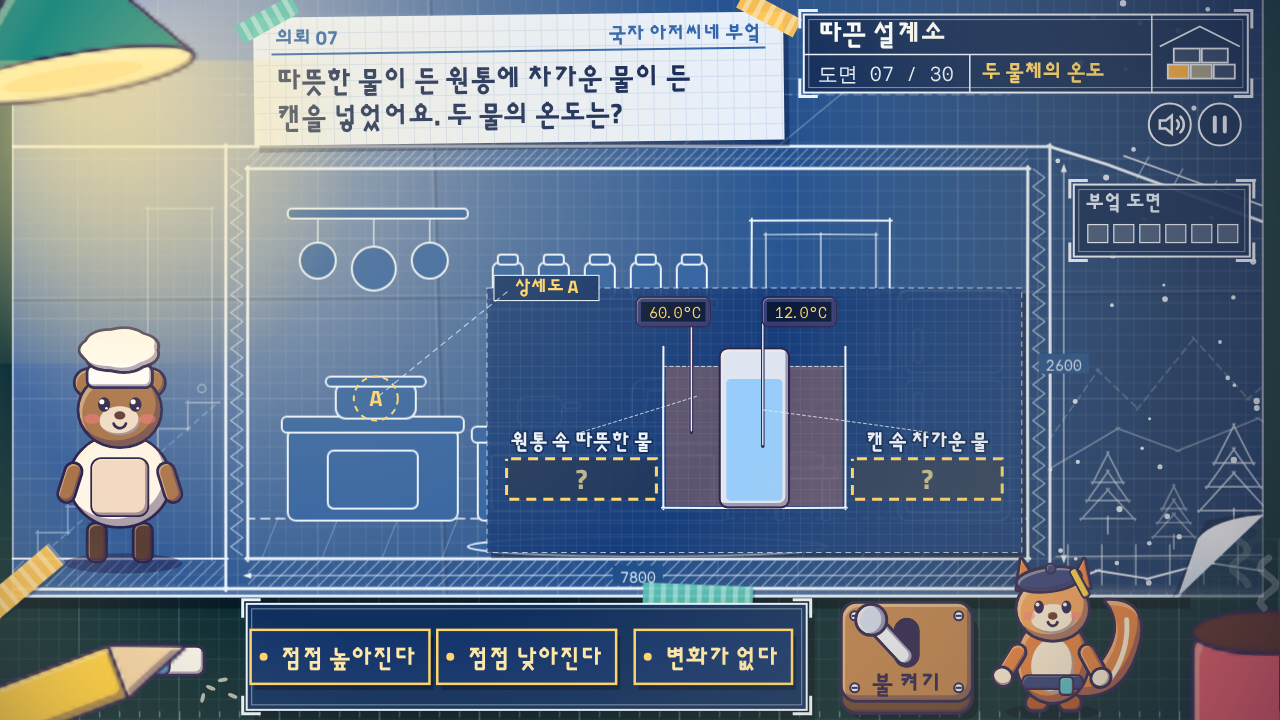 의뢰 07
국자 아저씨네 부엌
따뜻한 물이 든 원통에 차가운 물이 든
캔을 넣었어요. 두 물의 온도는?
따끈 설계소
도면 07 / 30
두 물체의 온도
부엌 도면
상세도 A
60.0°C
12.0°C
A
2600
원통 속 따뜻한 물
?
캔 속 차가운 물
?
7800
• 점점 높아진다
• 점점 낮아진다
• 변화가 없다
불 켜기